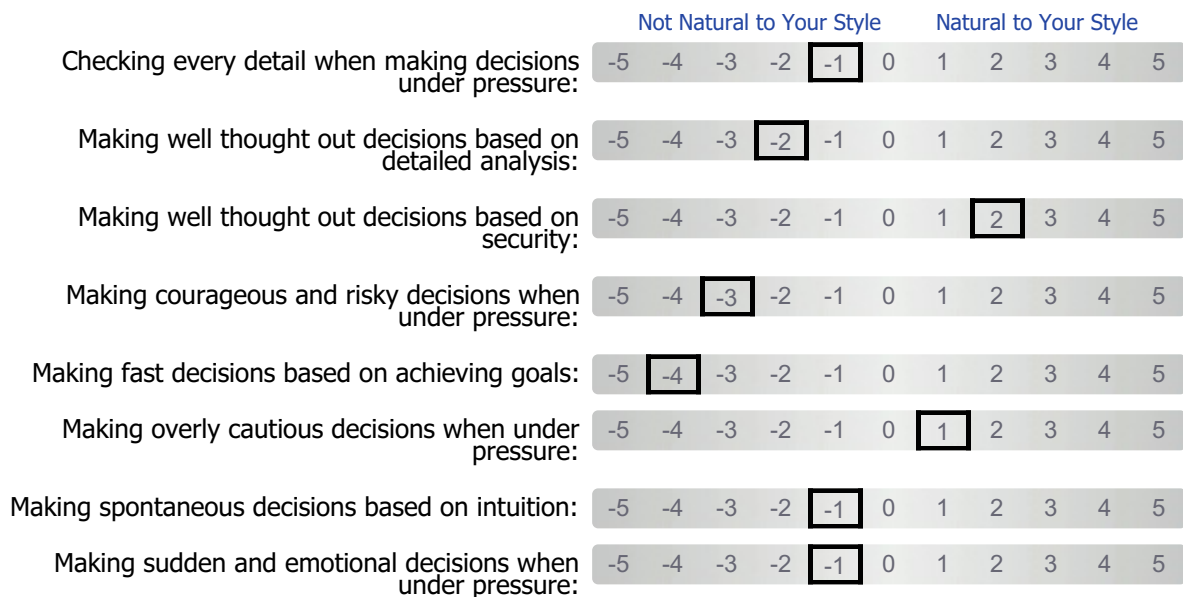 Not Natural to Your Style Natural to Your Style
Checking every detail when making decisions
under pressure:
-5 -4 -3 -2 -1 0 1 2 3 4 5
Making well thought out decisions based on
detailed analysis:
-5 -4 -3 -2 -1 0 1 2 3 4 5
Making well thought out decisions based on
security:
-5 -4 -3 -2 -1 0 1 2 3 4 5
Making courageous and risky decisions when
under pressure:
-5 -4 -3 -2 -1 0 1 2 3 4 5
Making fast decisions based on achieving goals:
-5 -4 -3 -2 -1 0 1 2 3 4 5
Making overly cautious decisions when under
pressure:
-5 -4 -3 -2 -1 0 1 2 3 4 5
Making spontaneous decisions based on intuition:
-5 -4 -3 -2 -1 0 1 2 3 4 5
Making sudden and emotional decisions when
under pressure:
-5 -4 -3 -2 -1 0 1 2 3 4 5